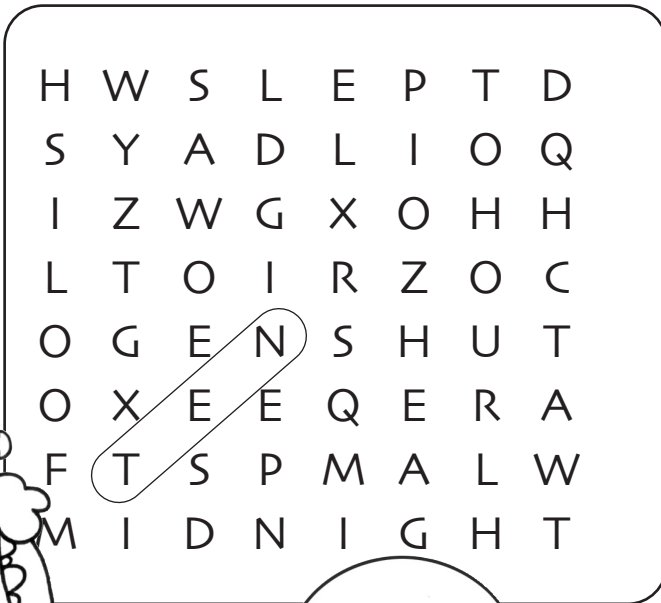 H W S L E P T D
S Y A D L I O Q
I Z W G X O H H
L T O I R Z O C
O G E N S H U T
O X E E Q E R A
F T S P M A L W
M I D N I G H T